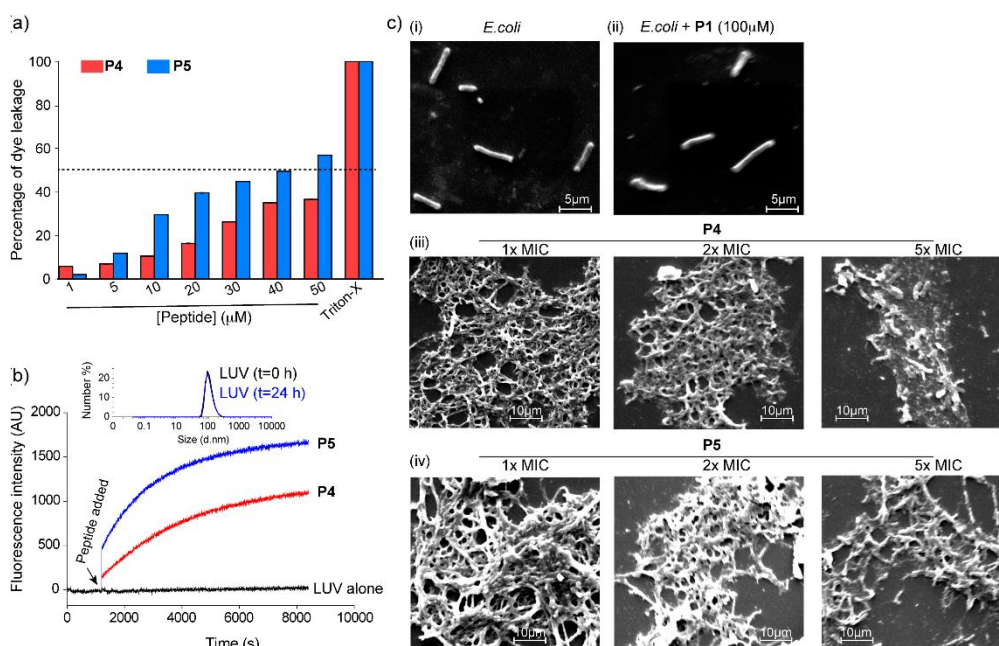 a)
Percentage of dye leakage
100
80
60
40
20
0
P4 P5
1 5 10 20 30 40 50 Triton-X
[Peptide] (μM)
b)
Fluorescence intensity (AU)
2000
1500
1000
500
0
Number %)
20
10
0
LUV (t=0 h)
LUV (t=24 h)
0 0.1 10 1000 10000
Size (d.nm)
P5
P4
Peptide added
LUV alone
0 2000 4000 6000 8000 10000
Time (s)
c) (i) E.coli
5μm
(ii) E.coli + P1 (100μM)
5μm
P4
(iii) 1x MIC 2x MIC 5x MIC
10μm 10μm 10μm
P5
(iv) 1x MIC 2x MIC 5x MIC
10μm 10μm 10μm